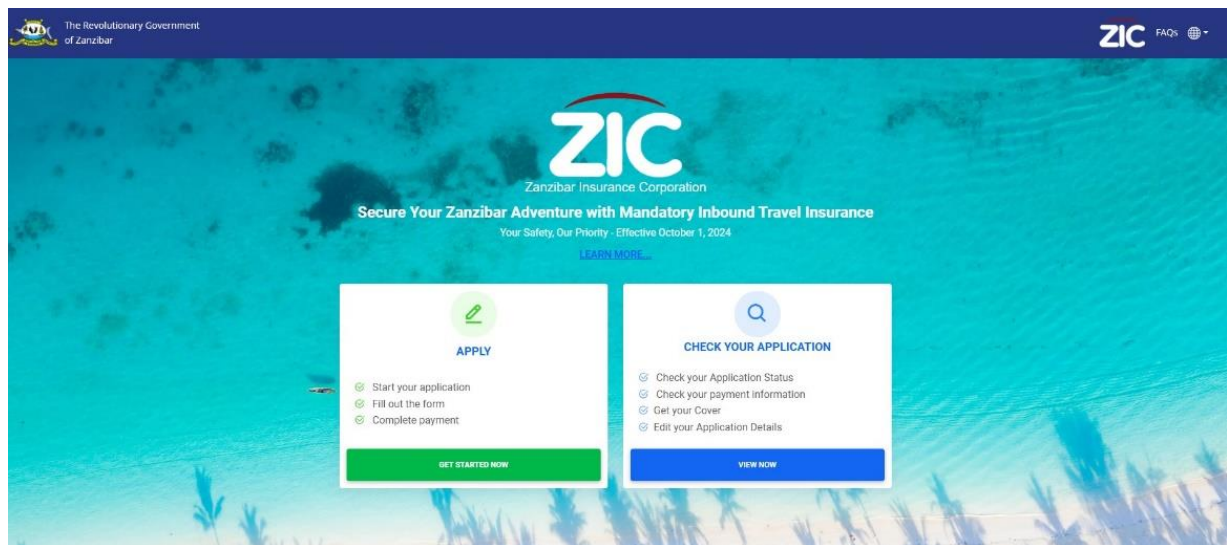 The Revolutionary Government
of Zanzibar
ZIC FAQs
ZIC
Zanzibar Insurance Corporation
Secure Your Zanzibar Adventure with Mandatory Inbound Travel Insurance
Your Safety, Our Priority - Effective October 1, 2024
LEARN MORE...
APPLY
Start your application
Fill out the form
Complete payment
GET STARTED NOW
CHECK YOUR APPLICATION
Check your Application Status
Check your payment information
Get your Cover
Edit your Application Details
VIEW NOW